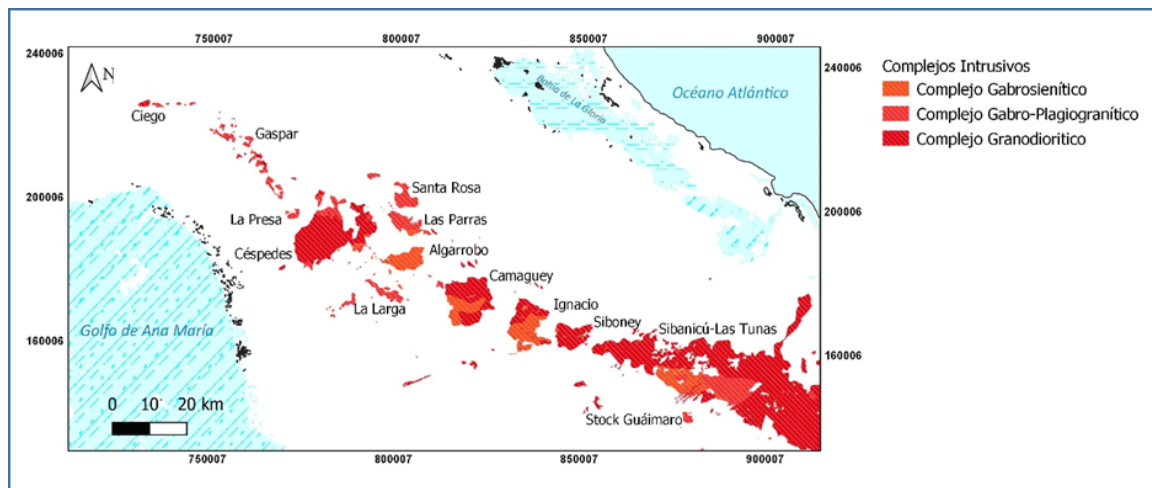 750007
800007
850007
900007
240006
240006
N
Bahía de La Gloria
Océano Atlántico
Complejos Intrusivos
Complejo Gabrosienítico
Complejo Gabro-Plagiogranítico
Complejo Granodioritico
Ciego
Gaspar
200006
200006
Santa Rosa
La Presa
Las Parras
Céspedes
Algarrobo
Camaguey
La Larga
Ignacio
Siboney
Golfo de Ana María
Sibanicú-Las Tunas
160006
160006
0 10 20 km
Stock Guáimaro
750007
800007
850007
900007